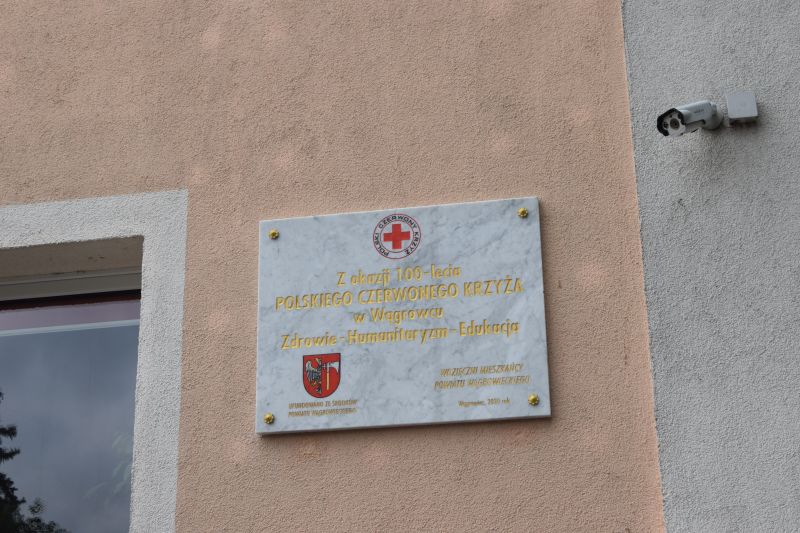 POLSKI CZERWONY KRZYŻ
Z okazji 100-lecia
POLSKIEGO CZERWONEGO KRZYŻA
w Wągrowcu
Zdrowie - Humanitaryzm - Edukacja
WDZIĘCZNI MIESZKAŃCY
POWIATU WĄGROWIECKIEGO
UFUNDOWANO ZE ŚRODKÓW
POWIATU WĄGROWIECKIEGO
Wągrowiec, 2020 rok